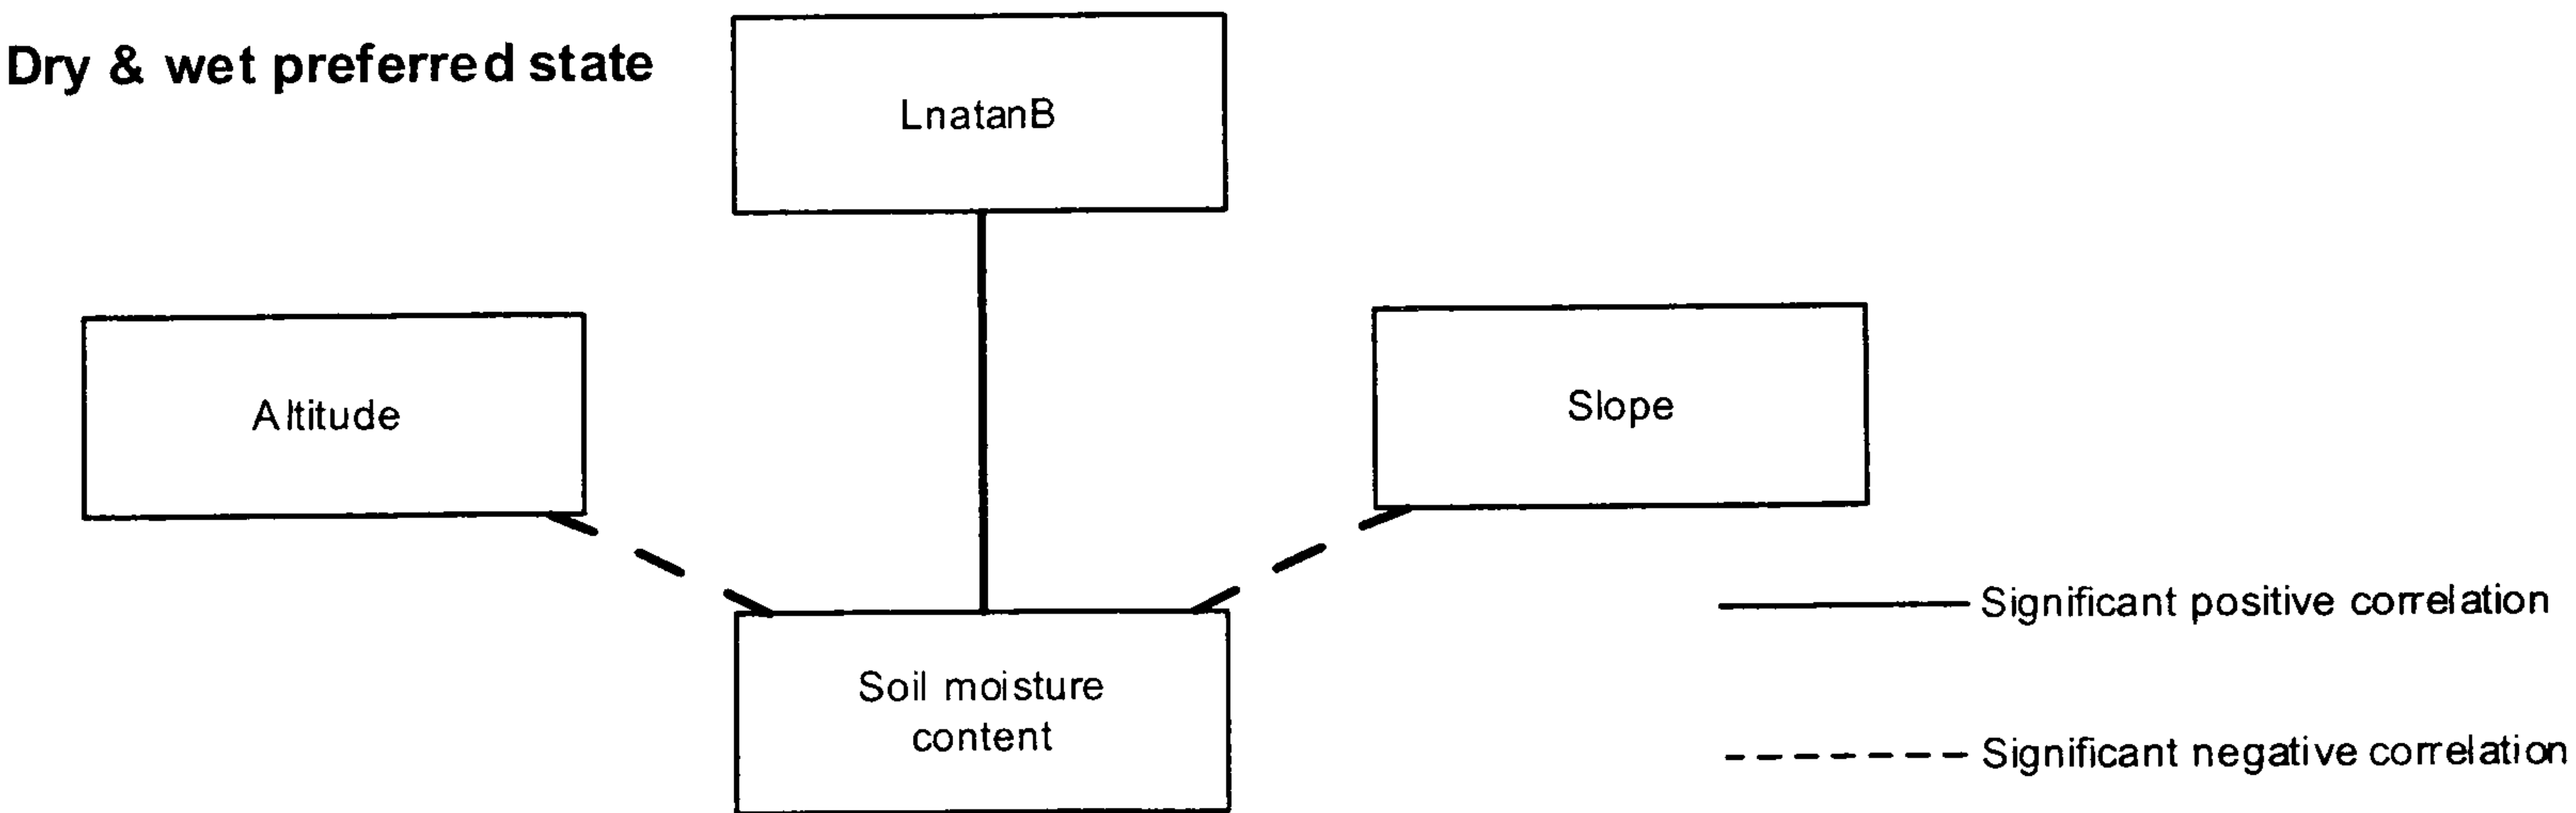 Dry & wet preferred state
LnatanB
Altitude
Slope
Soil moisture
content
Significant positive correlation
Significant negative correlation